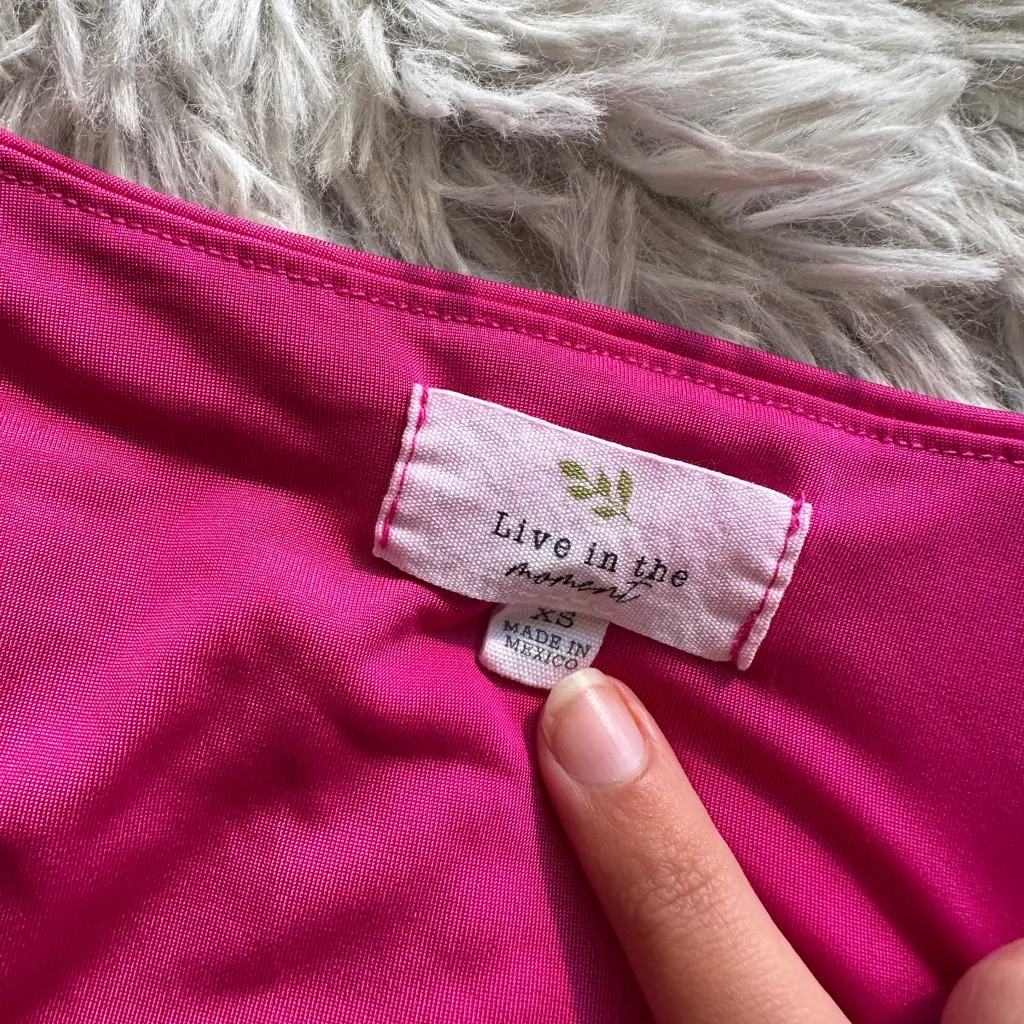 Live in the
moment
XS
MADE IN
MEXICO